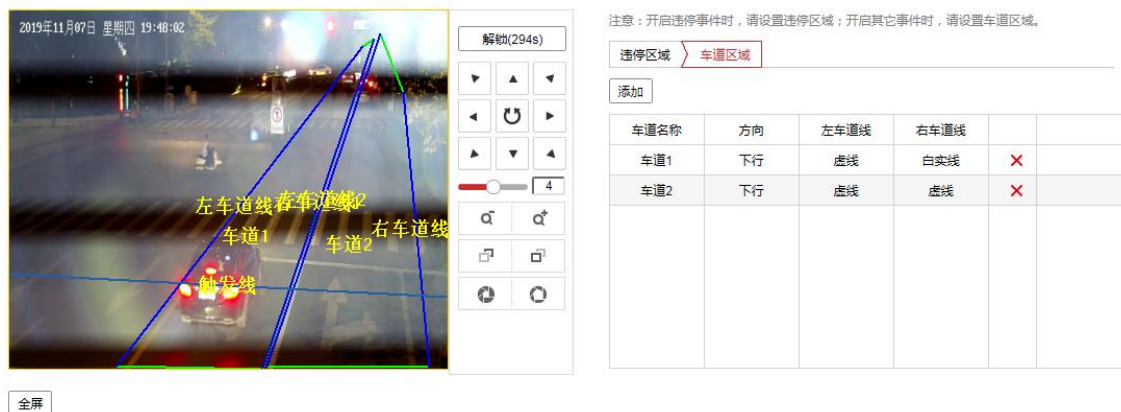 2019年11月07日 星期四 19:48:02
左车道线
左车道线2
右车道线
车道1
车道2
触发线
解锁(294s)
4
全屏
注意：开启违停事件时，请设置违停区域；开启其它事件时，请设置车道区域。
违停区域 车道区域
添加
车道名称 方向 左车道线 右车道线
车道1 下行 虚线 白实线
车道2 下行 虚线 虚线